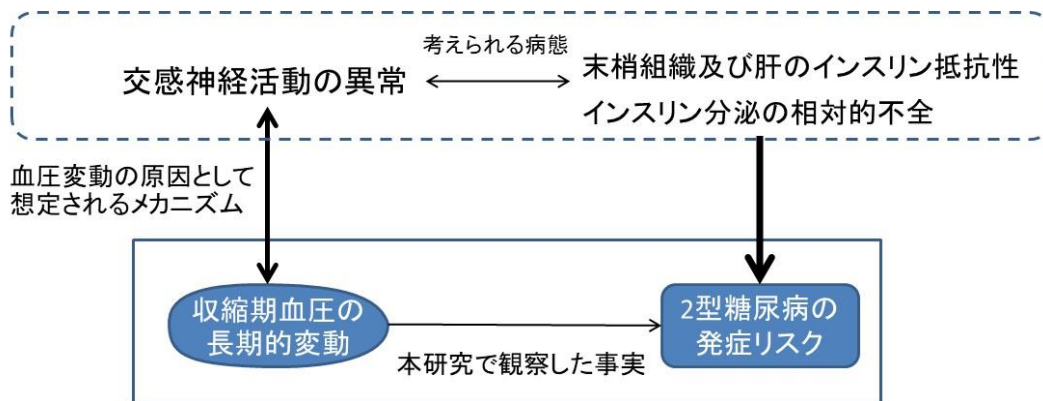 考えられる病態
交感神経活動の異常
末梢組織及び肝のインスリン抵抗性
インスリン分泌の相対的不全
血圧変動の原因として
想定されるメカニズム
収縮期血圧の
長期的変動
2型糖尿病の
発症リスク
本研究で観察した事実